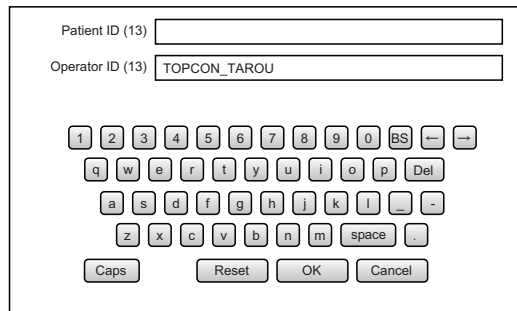 Patient ID (13)
Operator ID (13) TOPCON_TAROU
1 2 3 4 5 6 7 8 9 0 BS ← →
q w e r t y u i o p Del
a s d f g h j k l _ -
z x c v b n m space .
Caps Reset OK Cancel